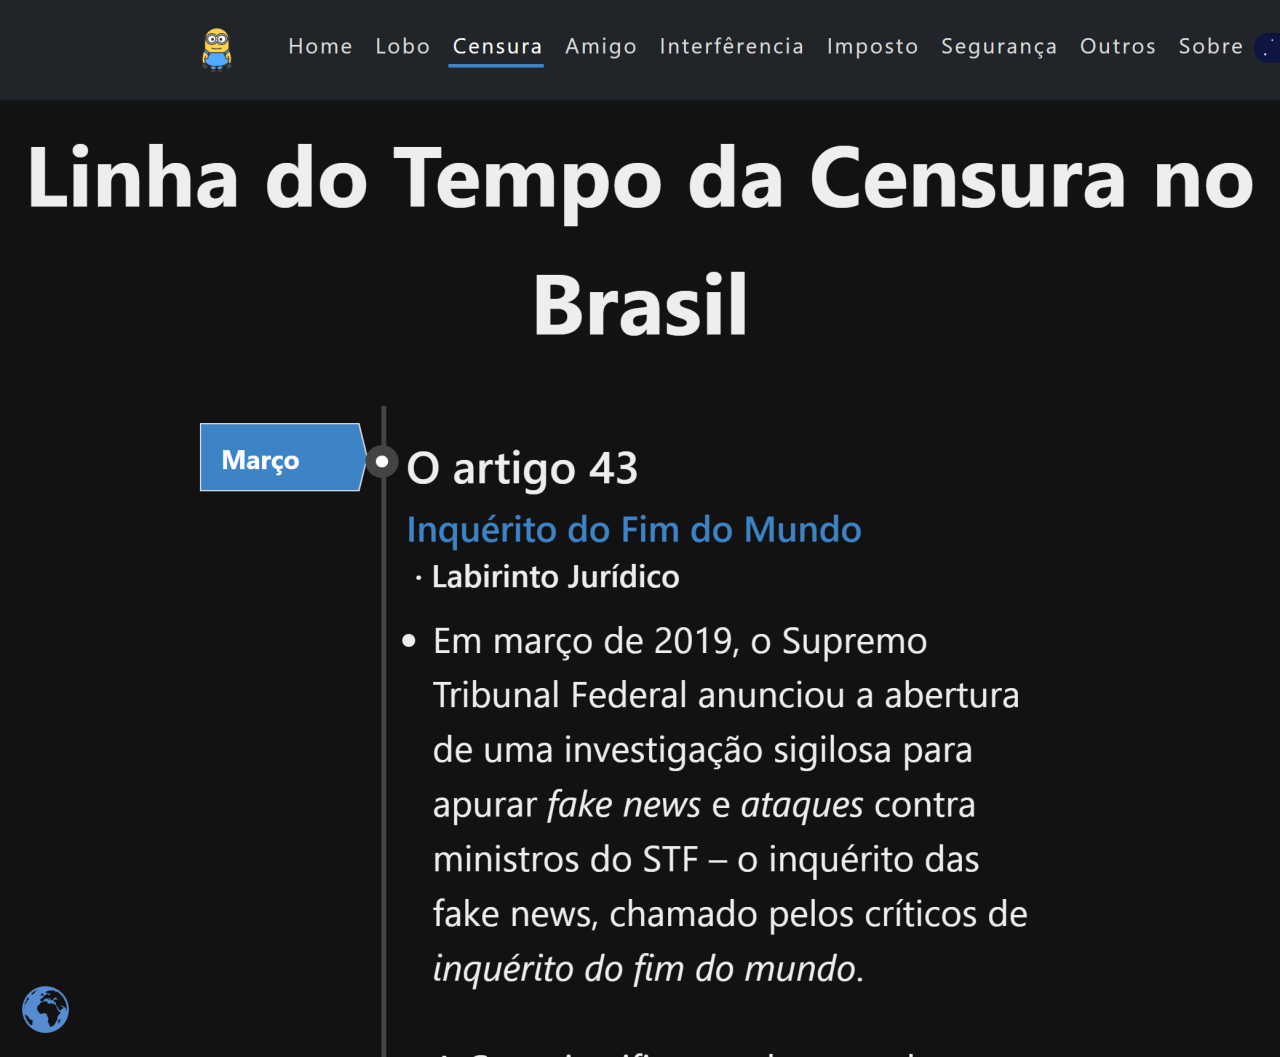 Home Lobo Censura Amigo Interfêrencia Imposto Segurança Outros Sobre
Linha do Tempo da Censura no
Brasil
Março
O artigo 43
Inquérito do Fim do Mundo
· Labirinto Jurídico
• Em março de 2019, o Supremo
Tribunal Federal anunciou a abertura
de uma investigação sigilosa para
apurar fake news e ataques contra
ministros do STF – o inquérito das
fake news, chamado pelos críticos de
inquérito do fim do mundo.